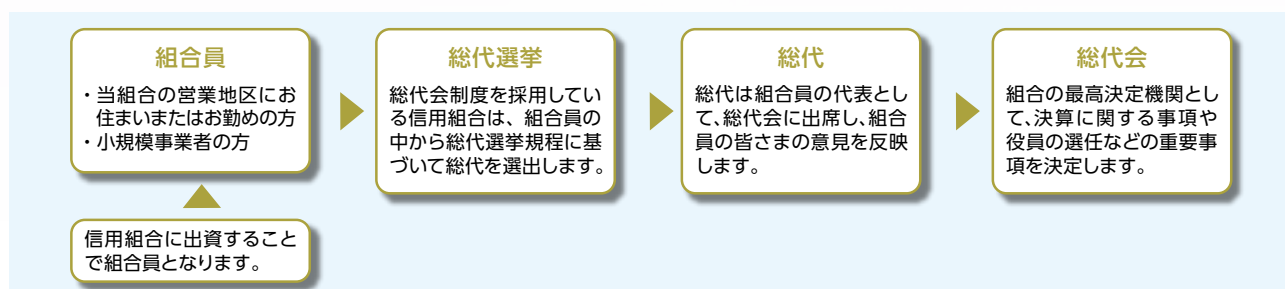 組合員
・当組合の営業地区にお
住まいまたはお勤めの方
・小規模事業者の方
信用組合に出資すること
で組合員となります。
総代選挙
総代会制度を採用してい
る信用組合は、組合員の
中から総代選挙規程に基
づいて総代を選出します。
総代
総代は組合員の代表とし
て、総代会に出席し、組合
員の皆さまの意見を反映
します。
総代会
組合の最高決定機関とし
て、決算に関する事項や
役員の選任などの重要事
項を決定します。